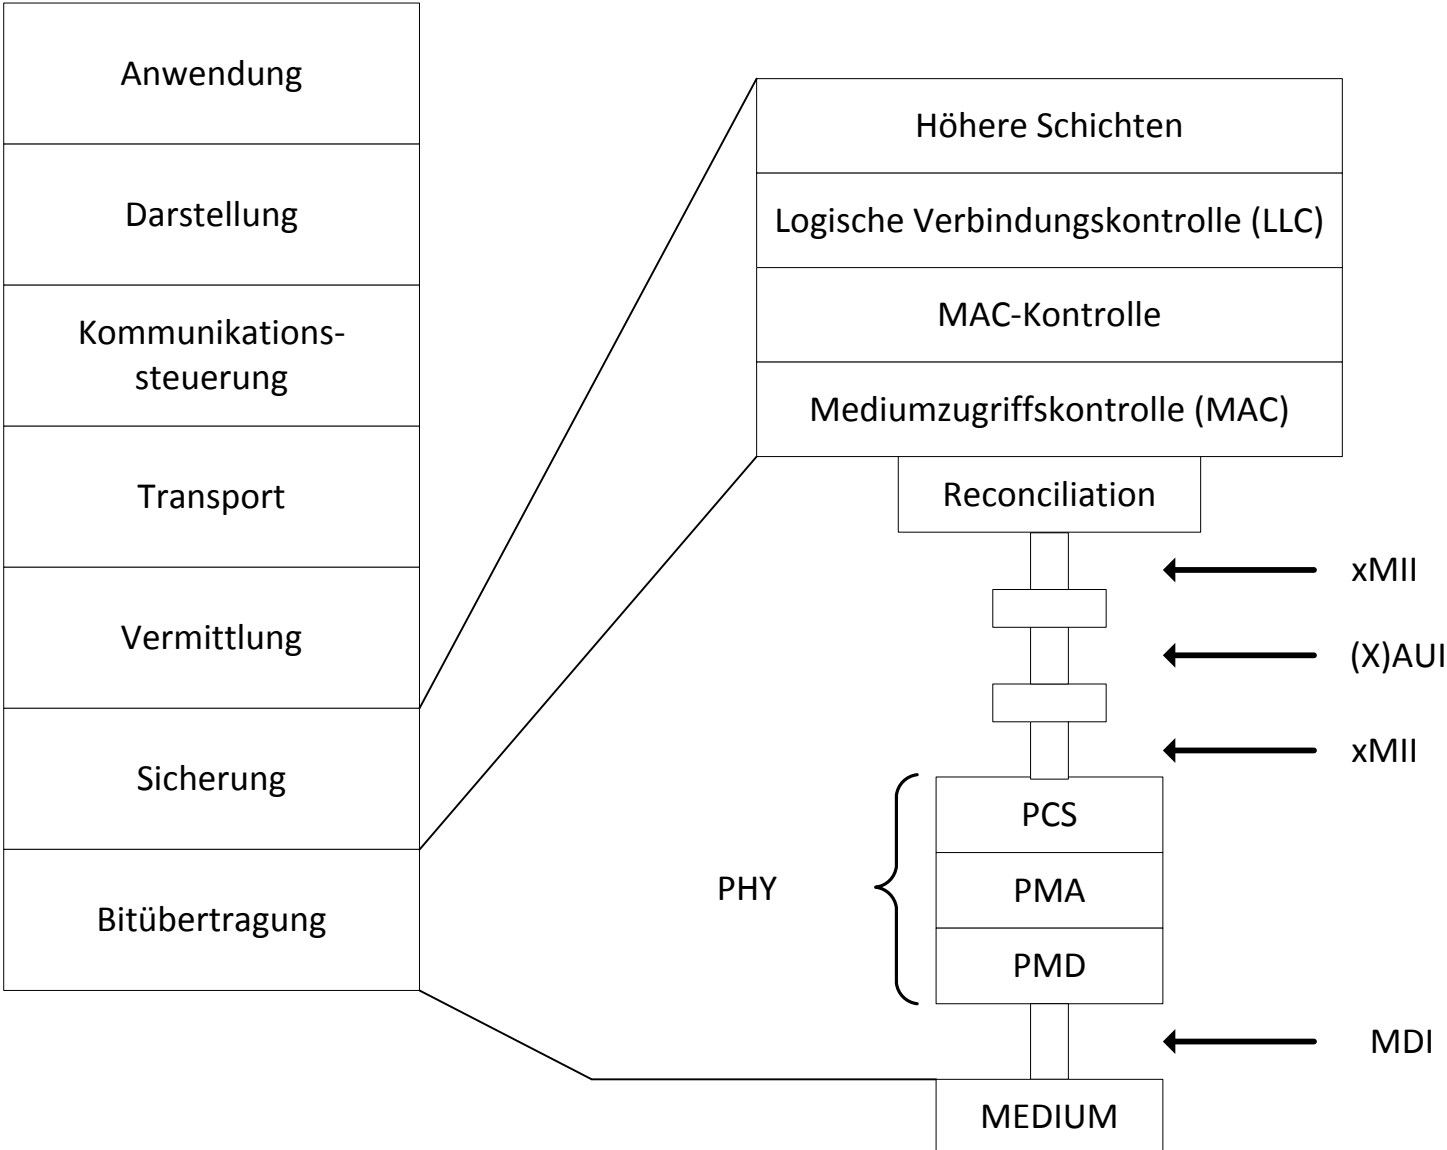 Anwendung
Darstellung
Kommunikations-
steuerung
Transport
Vermittlung
Sicherung
Bitübertragung
Höhere Schichten
Logische Verbindungskontrolle (LLC)
MAC-Kontrolle
Mediumzugriffskontrolle (MAC)
Reconciliation
xMII
(X)AUI
xMII
PHY
PCS
PMA
PMD
MDI
MEDIUM